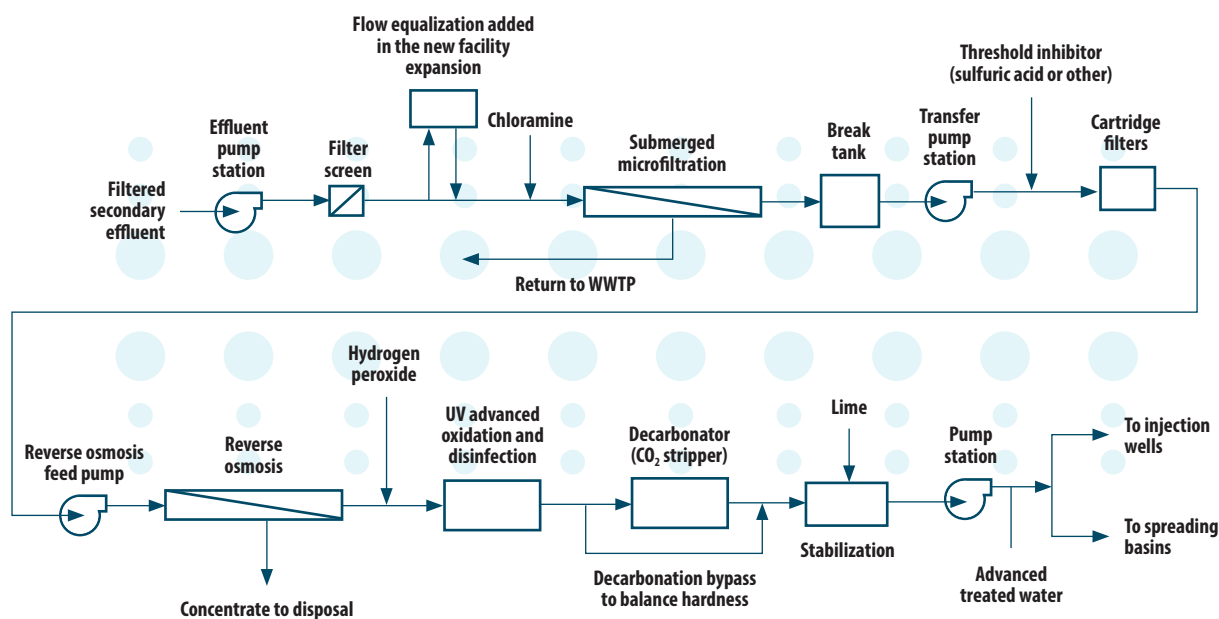 Flow equalization added
in the new facility
expansion
Threshold inhibitor
(sulfuric acid or other)
Effluent
pump
station
Filter
screen
Chloramine
Submerged
microfiltration
Break
tank
Transfer
pump
station
Cartridge
filters
Filtered
secondary
effluent
Return to WWTP
Hydrogen
peroxide
Reverse osmosis
feed pump
Reverse
osmosis
UV advanced
oxidation and
disinfection
Decarbonator
(CO₂ stripper)
Lime
Pump
station
To injection
wells
Stabilization
To spreading
basins
Concentrate to disposal
Decarbonation bypass
to balance hardness
Advanced
treated water